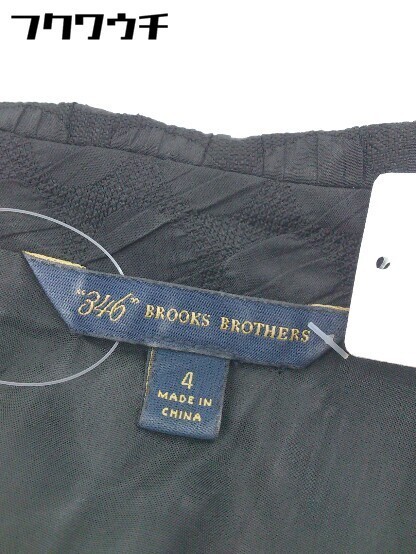 フクワウチ
"346" BROOKS BROTHERS
4
MADE IN
CHINA